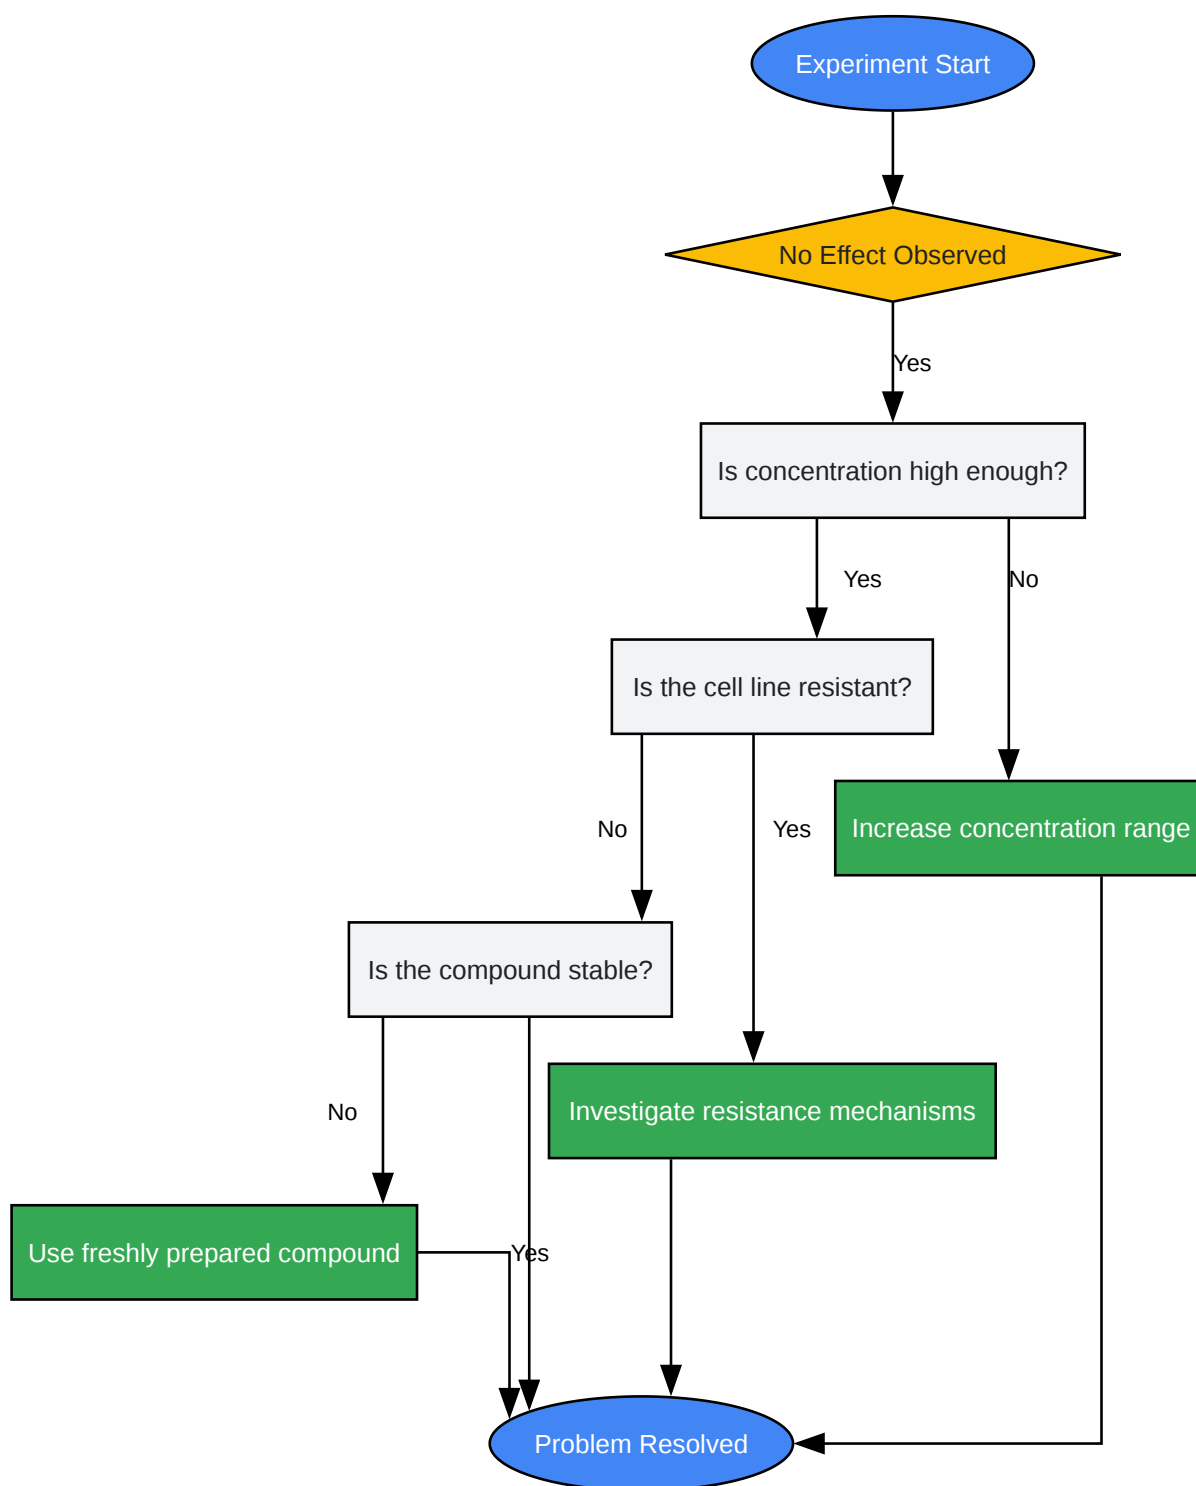 Experiment Start
No Effect Observed
Yes
Is concentration high enough?
Yes
No
Is the cell line resistant?
No
Yes
Increase concentration range
Is the compound stable?
No
Investigate resistance mechanisms
Use freshly prepared compound
Yes
Problem Resolved